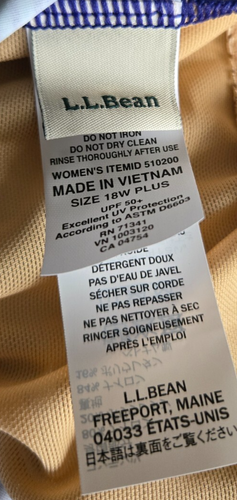 L.L.Bean
DO NOT IRON
DO NOT DRY CLEAN
RINSE THOROUGHLY AFTER USE
WOMEN'S ITEMID 510200
MADE IN VIETNAM
SIZE 18W PLUS
UPF 50+
Excellent UV Protection
According to ASTM D6603
RN 71341
VN 1003120
CA 04754
DÉTERGENT DOUX
PAS D'EAU DE JAVEL
SÉCHER SUR CORDE
NE PAS REPASSER
NE PAS NETTOYER À SEC
RINCER SOIGNEUSEMENT
APRÈS L'EMPLOI
L.L.BEAN
FREEPORT, MAINE
04033 ÉTATS-UNIS
日本語は裏面をご覧ください